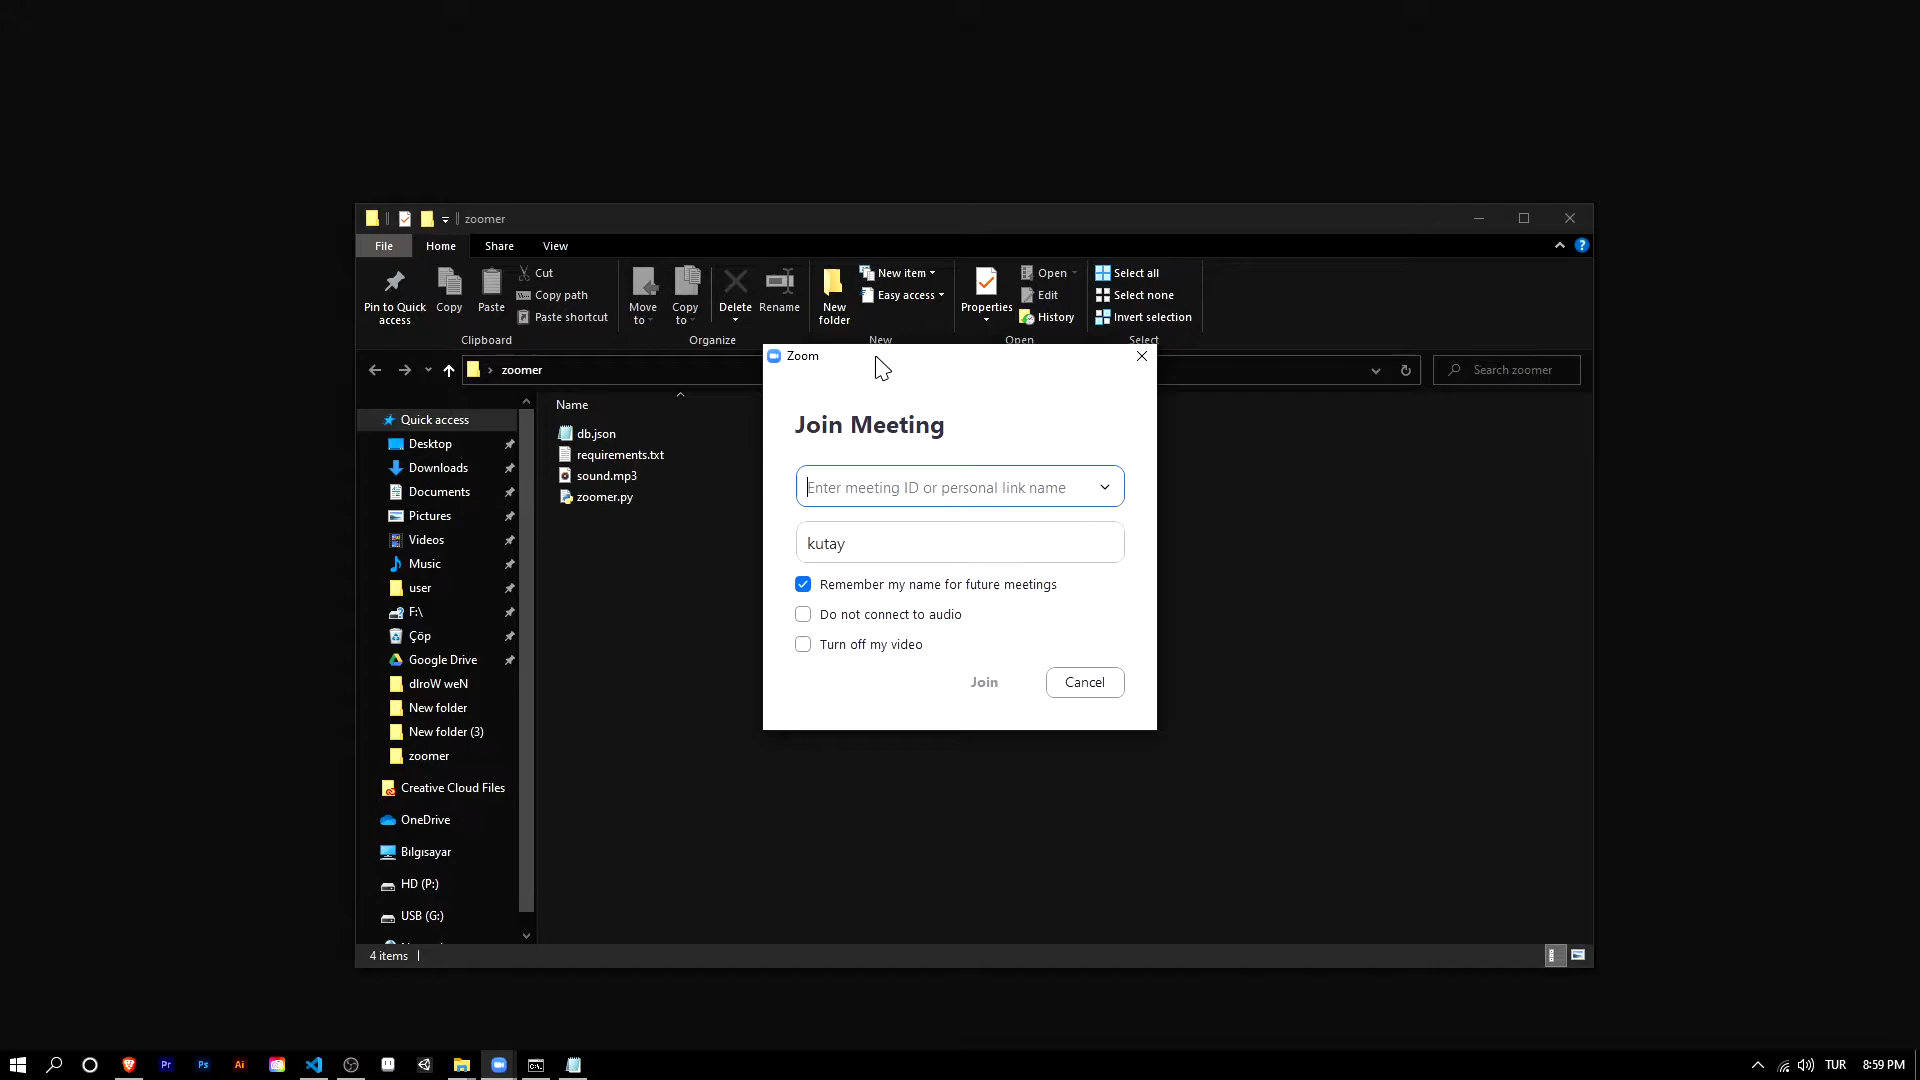 zoomer
File Home Share View
Pin to Quick access
Copy
Paste
Cut
Copy path
Paste shortcut
Clipboard
Move to
Copy to
Delete
Rename
Organize
New folder
New item
Easy access
New
Properties
Open
Edit
History
Open
Select all
Select none
Invert selection
Select
zoomer
Search zoomer
Quick access
Desktop
Downloads
Documents
Pictures
Videos
Music
user
F:\
Çöp
Google Drive
dlroW weN
New folder
New folder (3)
zoomer
Creative Cloud Files
OneDrive
Bılgısayar
HD (P:)
USB (G:)
Name
db.json
requirements.txt
sound.mp3
zoomer.py
Zoom
Join Meeting
Enter meeting ID or personal link name
kutay
Remember my name for future meetings
Do not connect to audio
Turn off my video
Join Cancel
4 items
Pr Ps Ai
TUR 8:59 PM